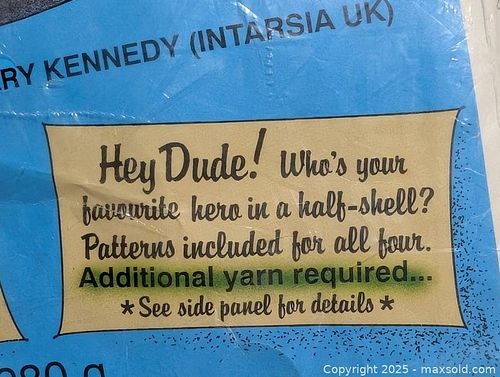 RY KENNEDY (INTARSIA UK)
Hey Dude! Who's your
favourite hero in a half-shell?
Patterns included for all four.
Additional yarn required...
* See side panel for details *
980 g
Copyright 2025 - maxsold.com